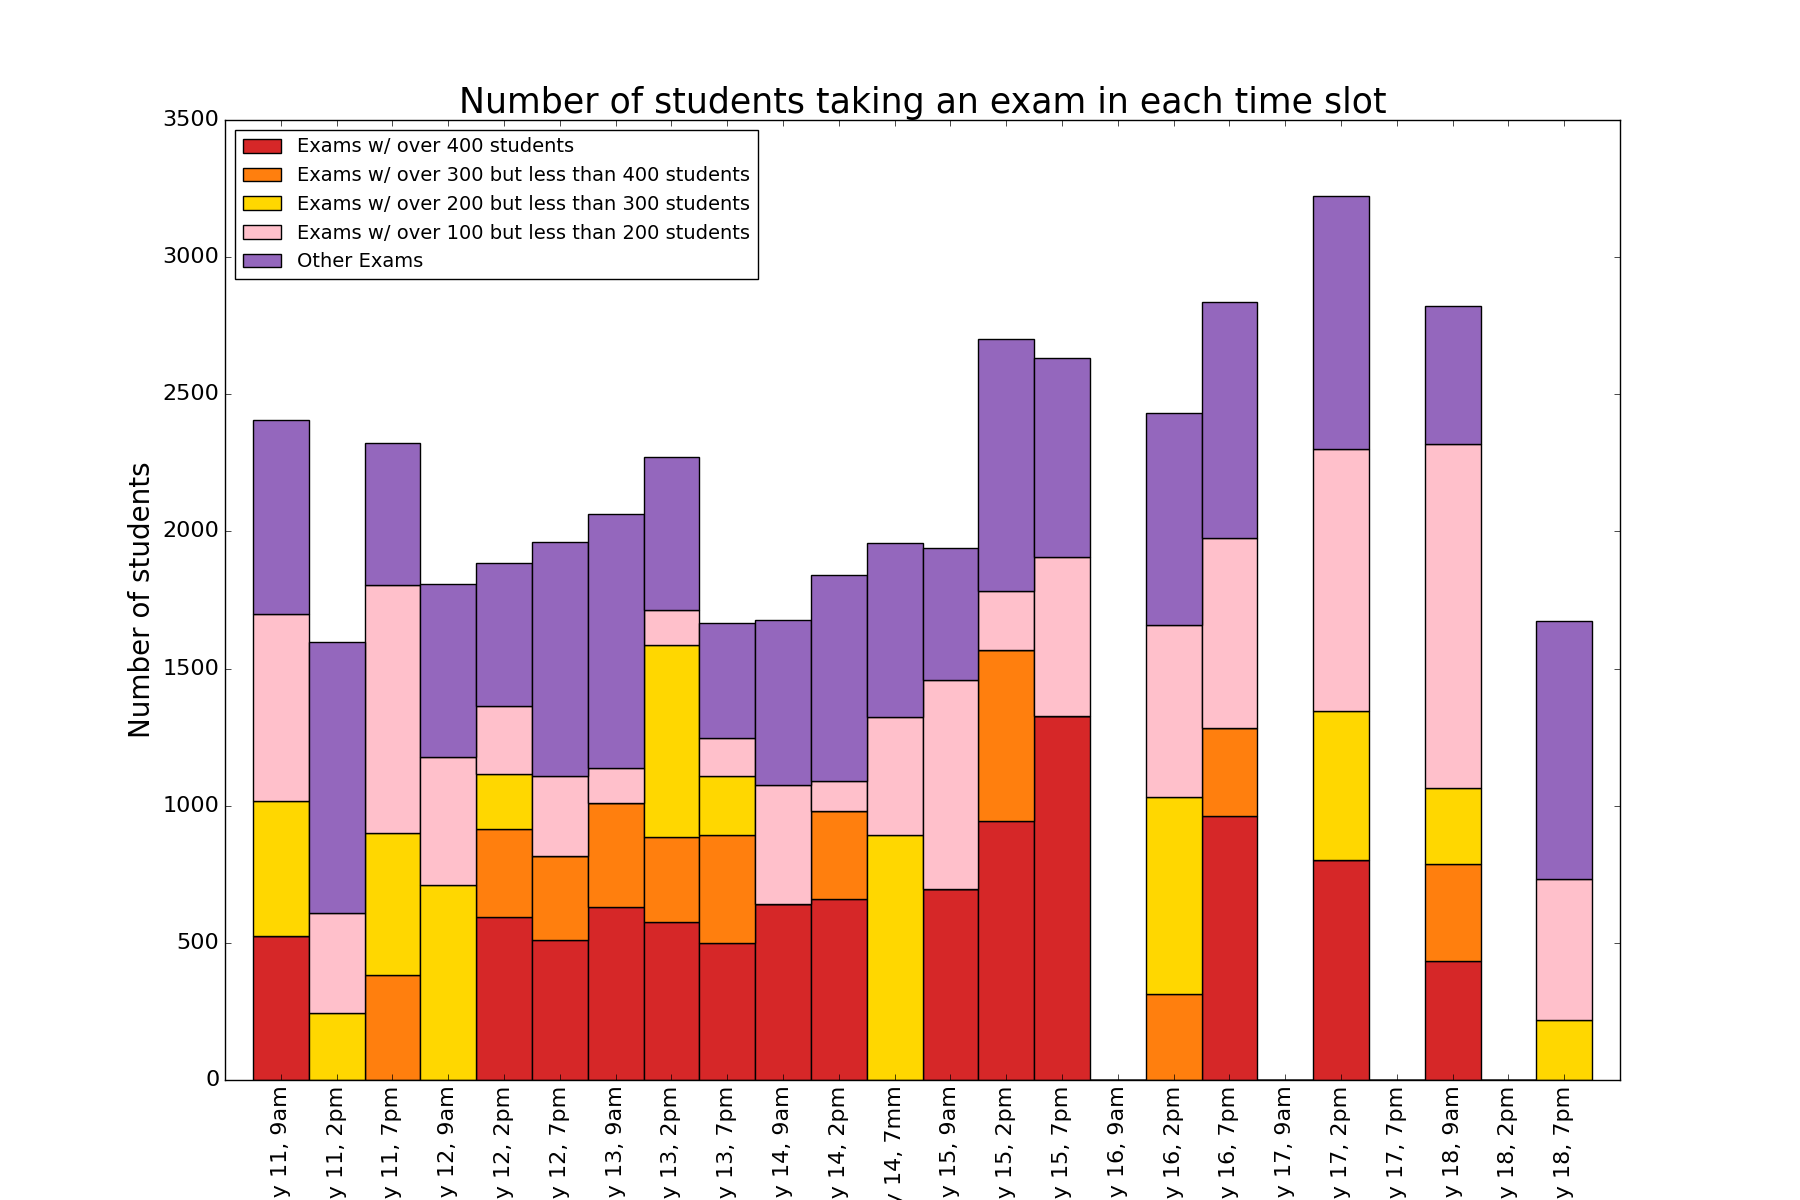 Number of students taking an exam in each time slot
3500
3000
2500
2000
1500
1000
500
0
Number of students
Exams w/ over 400 students
Exams w/ over 300 but less than 400 students
Exams w/ over 200 but less than 300 students
Exams w/ over 100 but less than 200 students
Other Exams
y 11, 9am
y 11, 2pm
y 11, 7pm
y 12, 9am
y 12, 2pm
y 12, 7pm
y 13, 9am
y 13, 2pm
y 13, 7pm
y 14, 9am
y 14, 2pm
y 14, 7mm
y 15, 9am
y 15, 2pm
y 15, 7pm
y 16, 9am
y 16, 2pm
y 16, 7pm
y 17, 9am
y 17, 2pm
y 17, 7pm
y 18, 9am
y 18, 2pm
y 18, 7pm